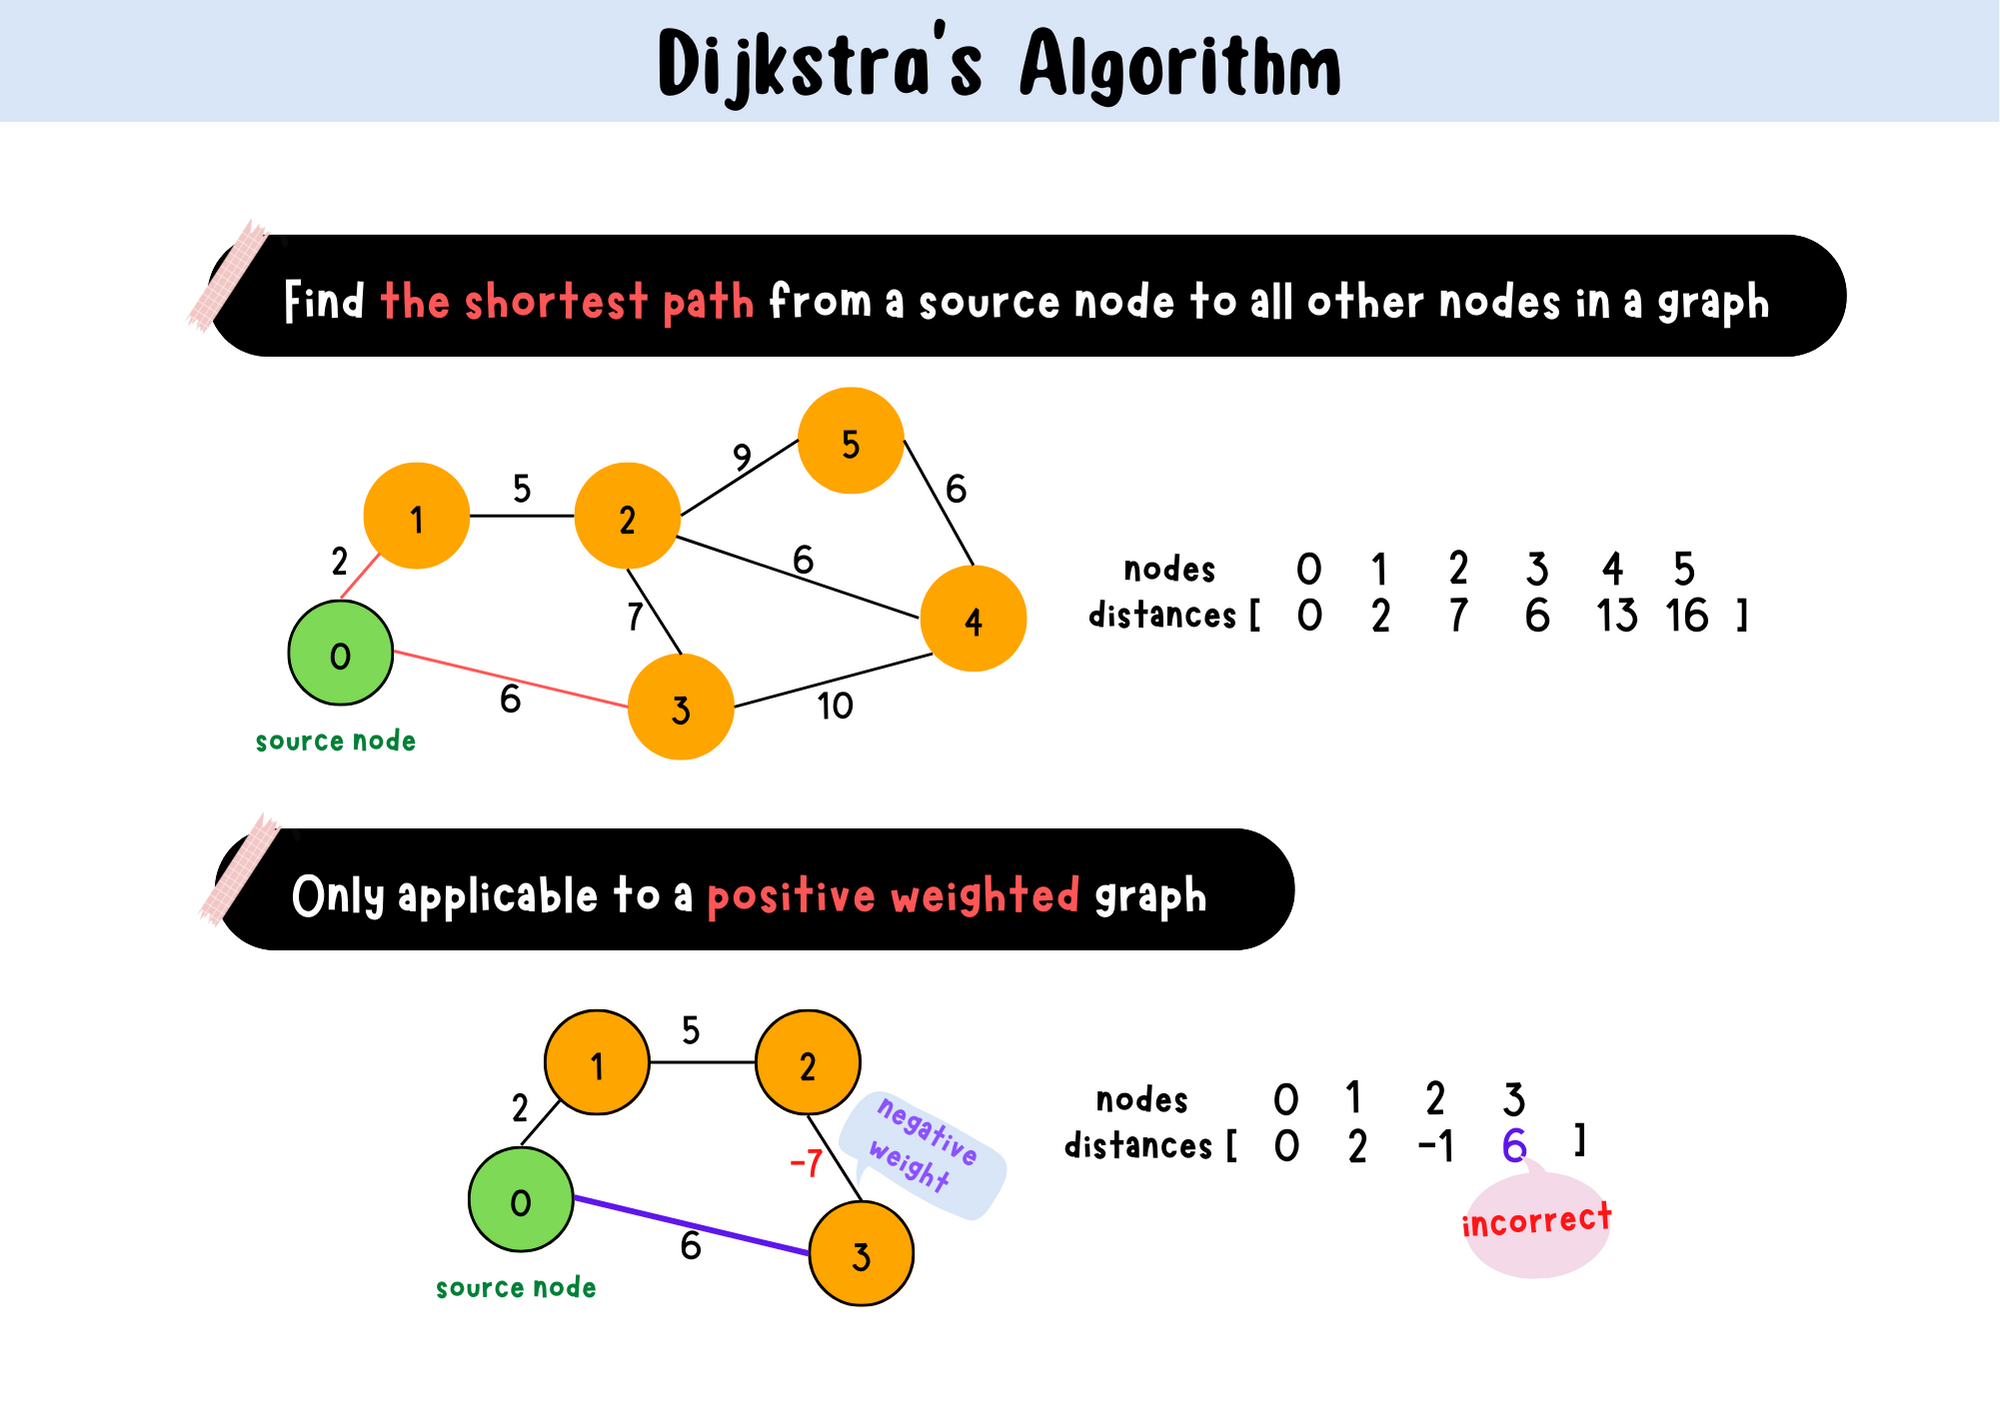 Dijkstra's Algorithm
Find the shortest path from a source node to all other nodes in a graph
5
9
5
6
1
2
2
6
7
4
0
6
3
10
source node
nodes 0 1 2 3 4 5
distances [ 0 2 7 6 13 16 ]
Only applicable to a positive weighted graph
5
1
2
2
-7
negative
weight
0
6
3
source node
nodes 0 1 2 3
distances [ 0 2 -1 6 ]
incorrect